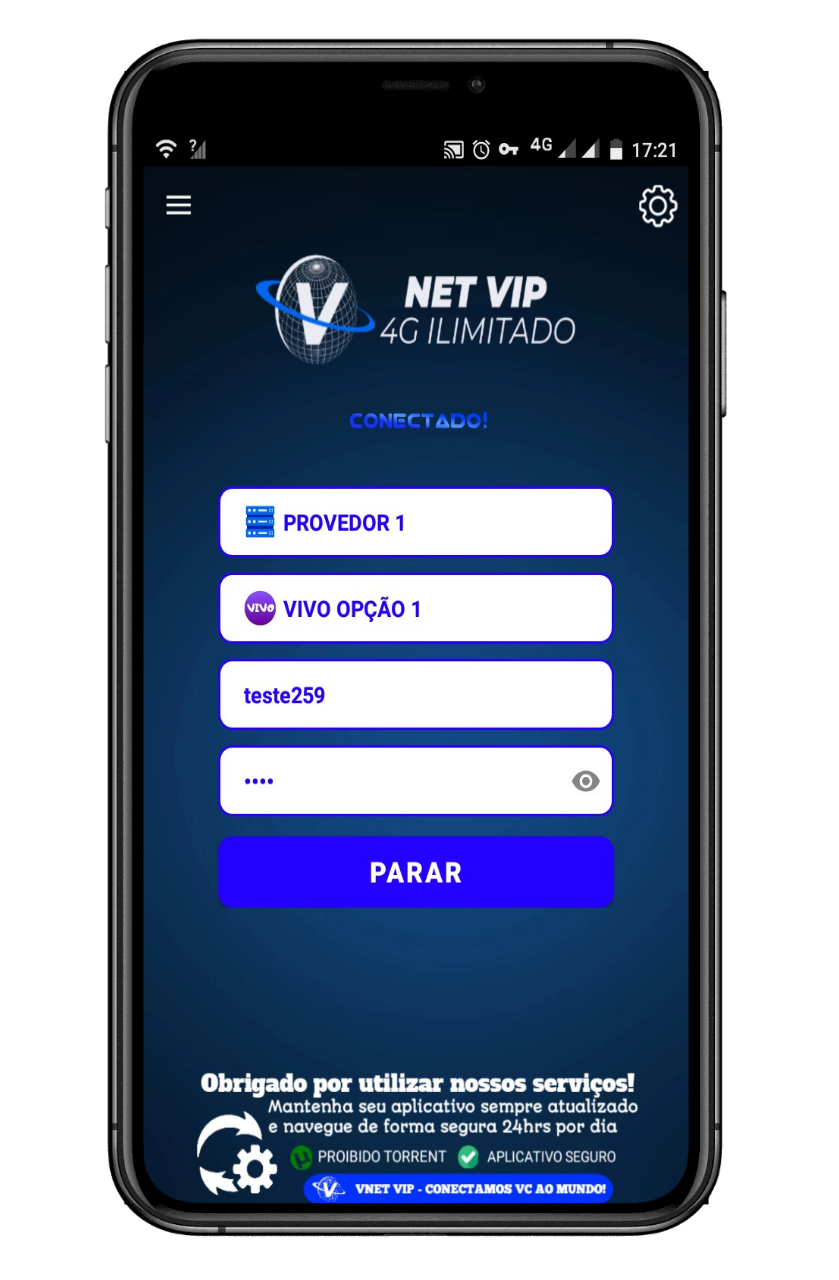 4G 17:21
NET VIP
4G ILIMITADO
CONECTADO!
PROVEDOR 1
VIVO VIVO OPÇÃO 1
teste259
••••
PARAR
Obrigado por utilizar nossos serviços!
Mantenha seu aplicativo sempre atualizado
e navegue de forma segura 24hrs por dia
PROIBIDO TORRENT APLICATIVO SEGURO
VNET VIP - CONECTAMOS VC AO MUNDO!